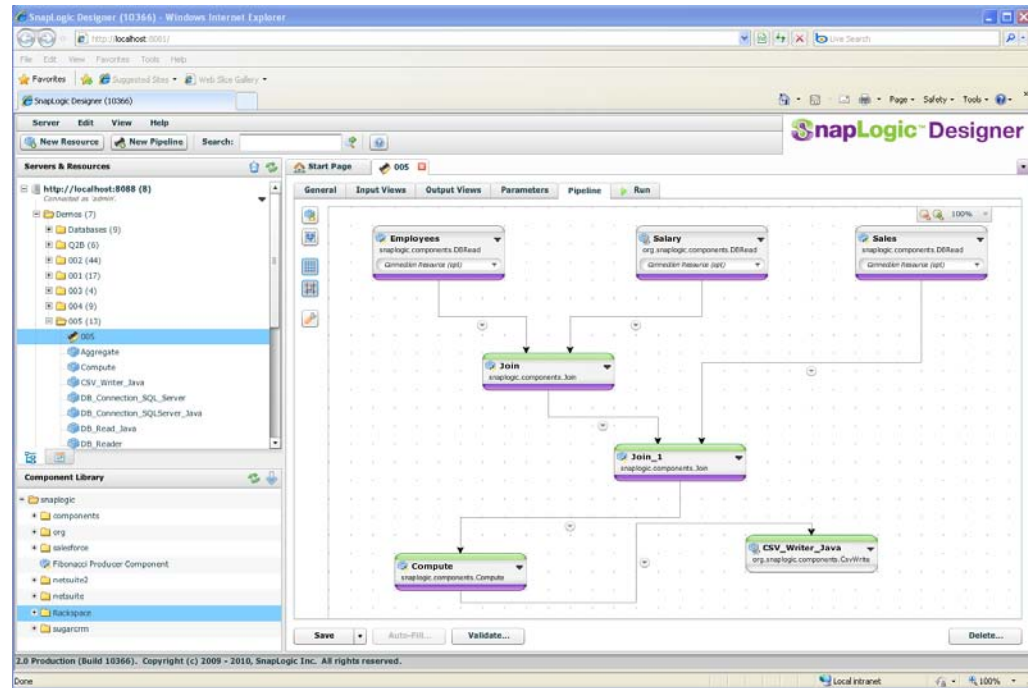 SnapLogic Designer (10366) - Windows Internet Explorer
http://localhost:8081/
Live Search
File Edit View Favorites Tools Help
Favorites Suggested Sites Web Slice Gallery
SnapLogic Designer (10366)
Page Safety Tools
Server Edit View Help
New Resource New Pipeline Search:
SnapLogic™ Designer
Servers & Resources
http://localhost:8088 (8)
Connected as 'admin'.
Demos (7)
Databases (9)
Q2B (6)
002 (44)
001 (17)
003 (4)
004 (9)
005 (13)
005
Aggregate
Compute
CSV_Writer_Java
DB_Connection_SQL_Server
DB_Connection_SQLServer_Java
DB_Read_Java
DB_Reader
Component Library
snaplogic
components
org
salesforce
Fibonacci Producer Component
netsuite2
netsuite
Rackspace
sugarcrm
Start Page 005
General Input Views Output Views Parameters Pipeline Run
100%
Employees
snaplogic.components.DBRead
Connection Resource (opt)
Salary
org.snaplogic.components.DBRead
Connection Resource (opt)
Sales
snaplogic.components.DBRead
Connection Resource (opt)
Join
snaplogic.components.Join
Join_1
snaplogic.components.Join
Compute
snaplogic.components.Compute
CSV_Writer_Java
org.snaplogic.components.CsvWrite
Save Auto-Fill... Validate... Delete...
2.0 Production (Build 10366). Copyright (c) 2009 - 2010, SnapLogic Inc. All rights reserved.
Done Local intranet 100%